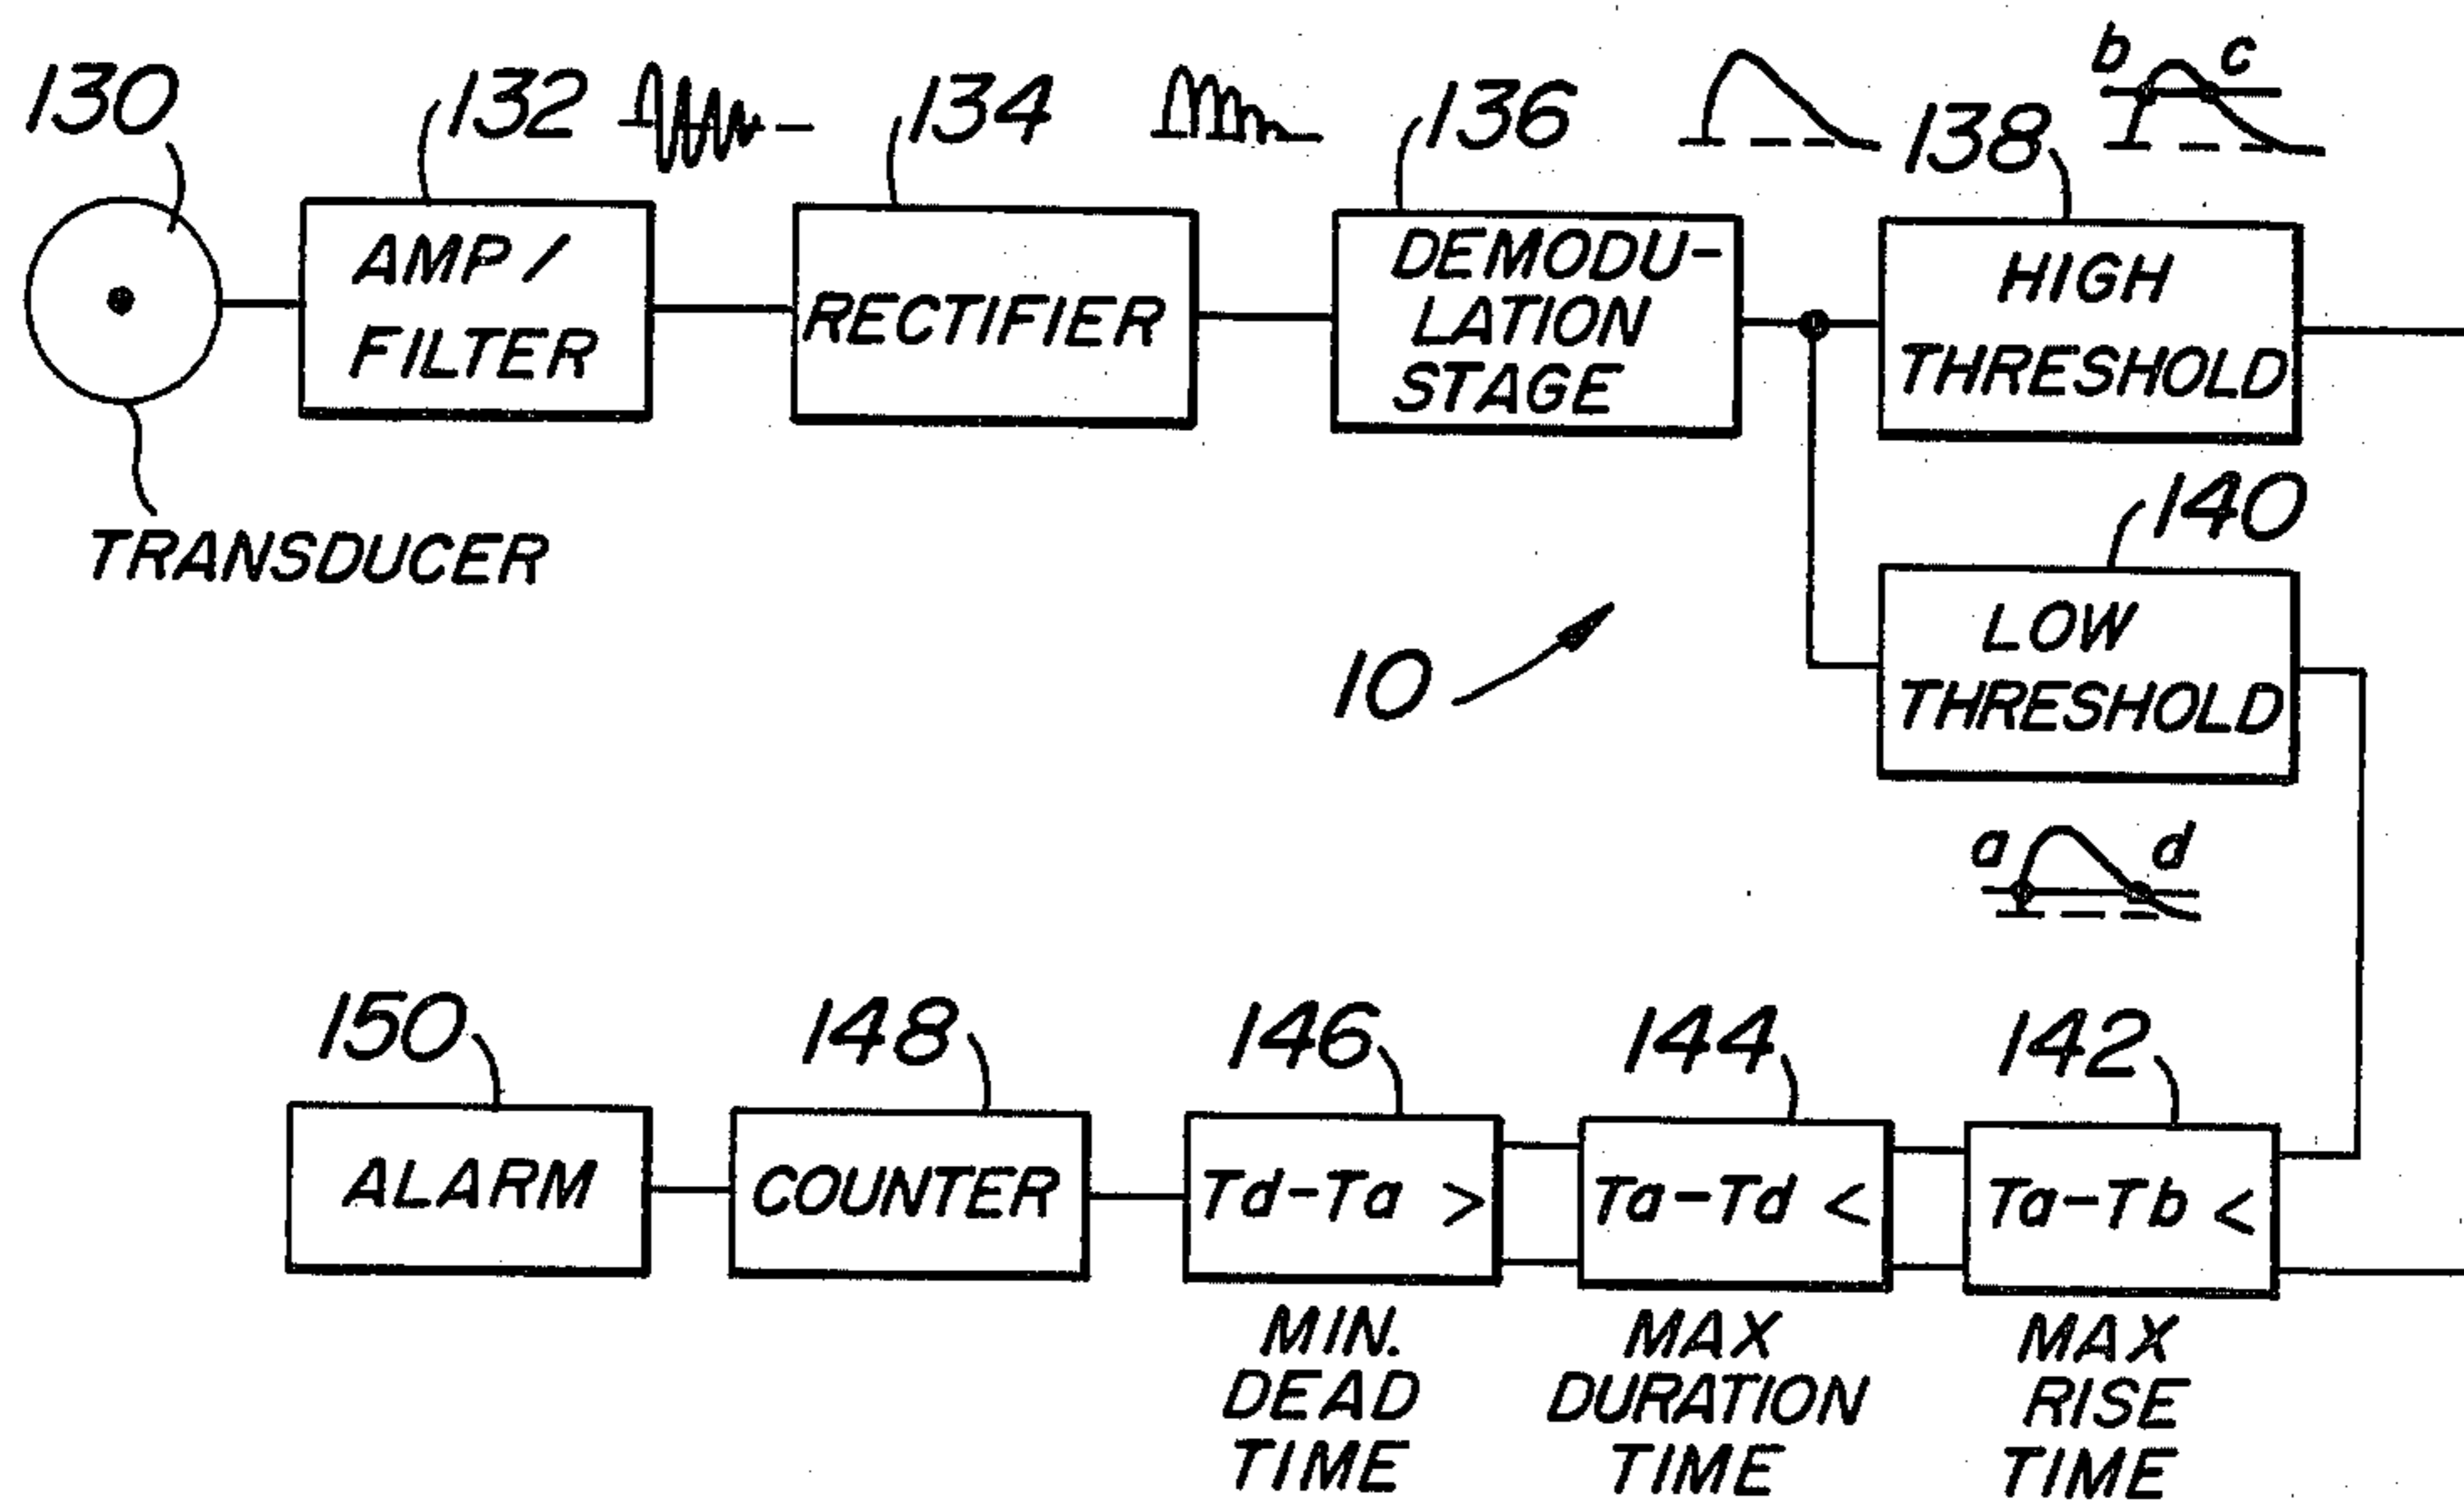 130
132
134
136
138
b c
AMP/
FILTER
RECTIFIER
DEMODU-
LATION
STAGE
HIGH
THRESHOLD
TRANSDUCER
140
LOW
THRESHOLD
10
a d
150
148
146
144
142
ALARM
COUNTER
Td-Ta >
Ta-Td <
Ta-Tb <
MIN.
DEAD
TIME
MAX
DURATION
TIME
MAX
RISE
TIME